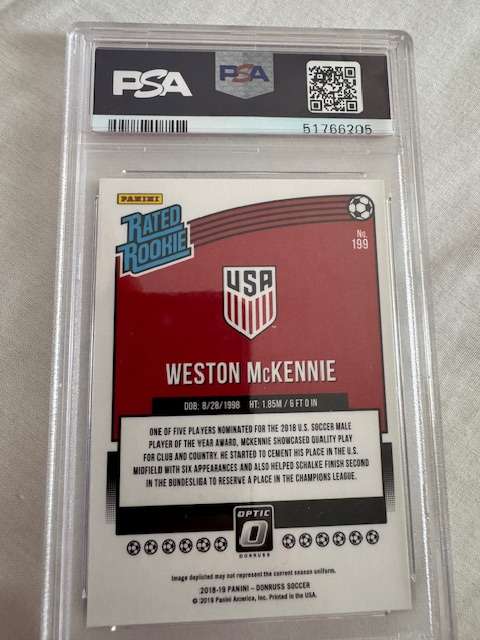 PSA
PSA
51766205
PANINI
RATED
ROOKIE
No.
199
USA
WESTON McKENNIE
DOB: 8/28/1998 HT: 1.85M / 6 FT 0 IN
ONE OF FIVE PLAYERS NOMINATED FOR THE 2018 U.S. SOCCER MALE
PLAYER OF THE YEAR AWARD, MCKENNIE SHOWCASED QUALITY PLAY
FOR CLUB AND COUNTRY. HE STARTED TO CEMENT HIS PLACE IN THE U.S.
MIDFIELD WITH SIX APPEARANCES AND ALSO HELPED SCHALKE FINISH SECOND
IN THE BUNDESLIGA TO RESERVE A PLACE IN THE CHAMPIONS LEAGUE.
OPTIC
DONRUSS
Image depicted may not represent the current season uniform.
2018-19 PANINI – DONRUSS SOCCER
© 2019 Panini America, Inc. Printed in the USA.